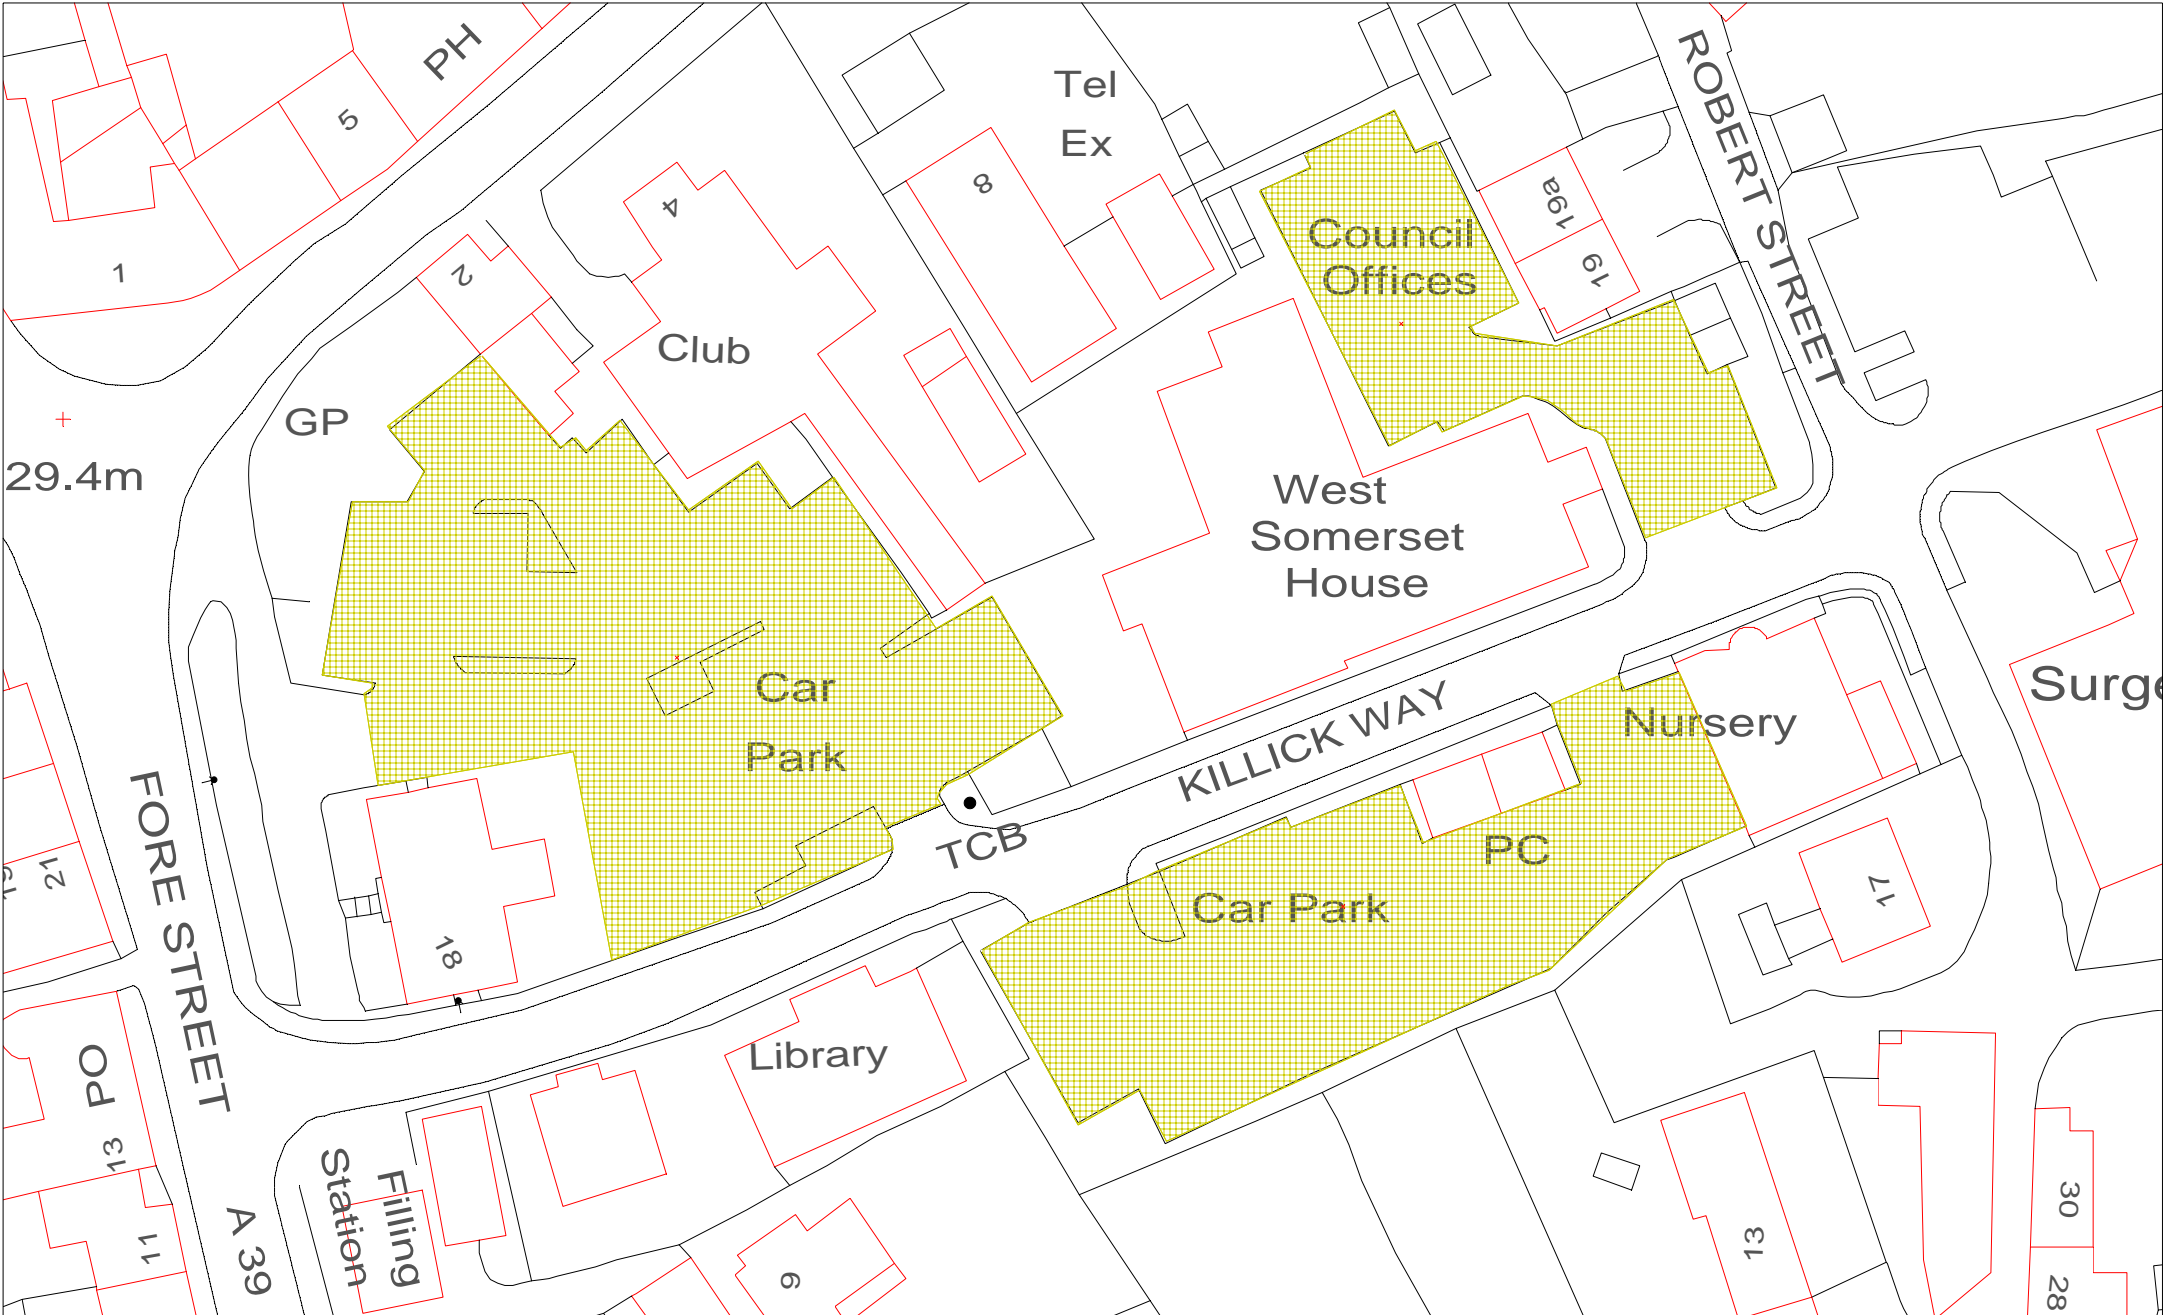 PH
5
1
2
4
Club
GP
29.4m
Tel
Ex
8
Council
Offices
19a
19
ROBERT STREET
West
Somerset
House
Car
Park
KILLICK WAY
Nursery
Surge
TCB
PC
Car Park
17
FORE STREET
21
19
18
Library
PO
13
11
A 39
Filling
Station
9
13
30
28